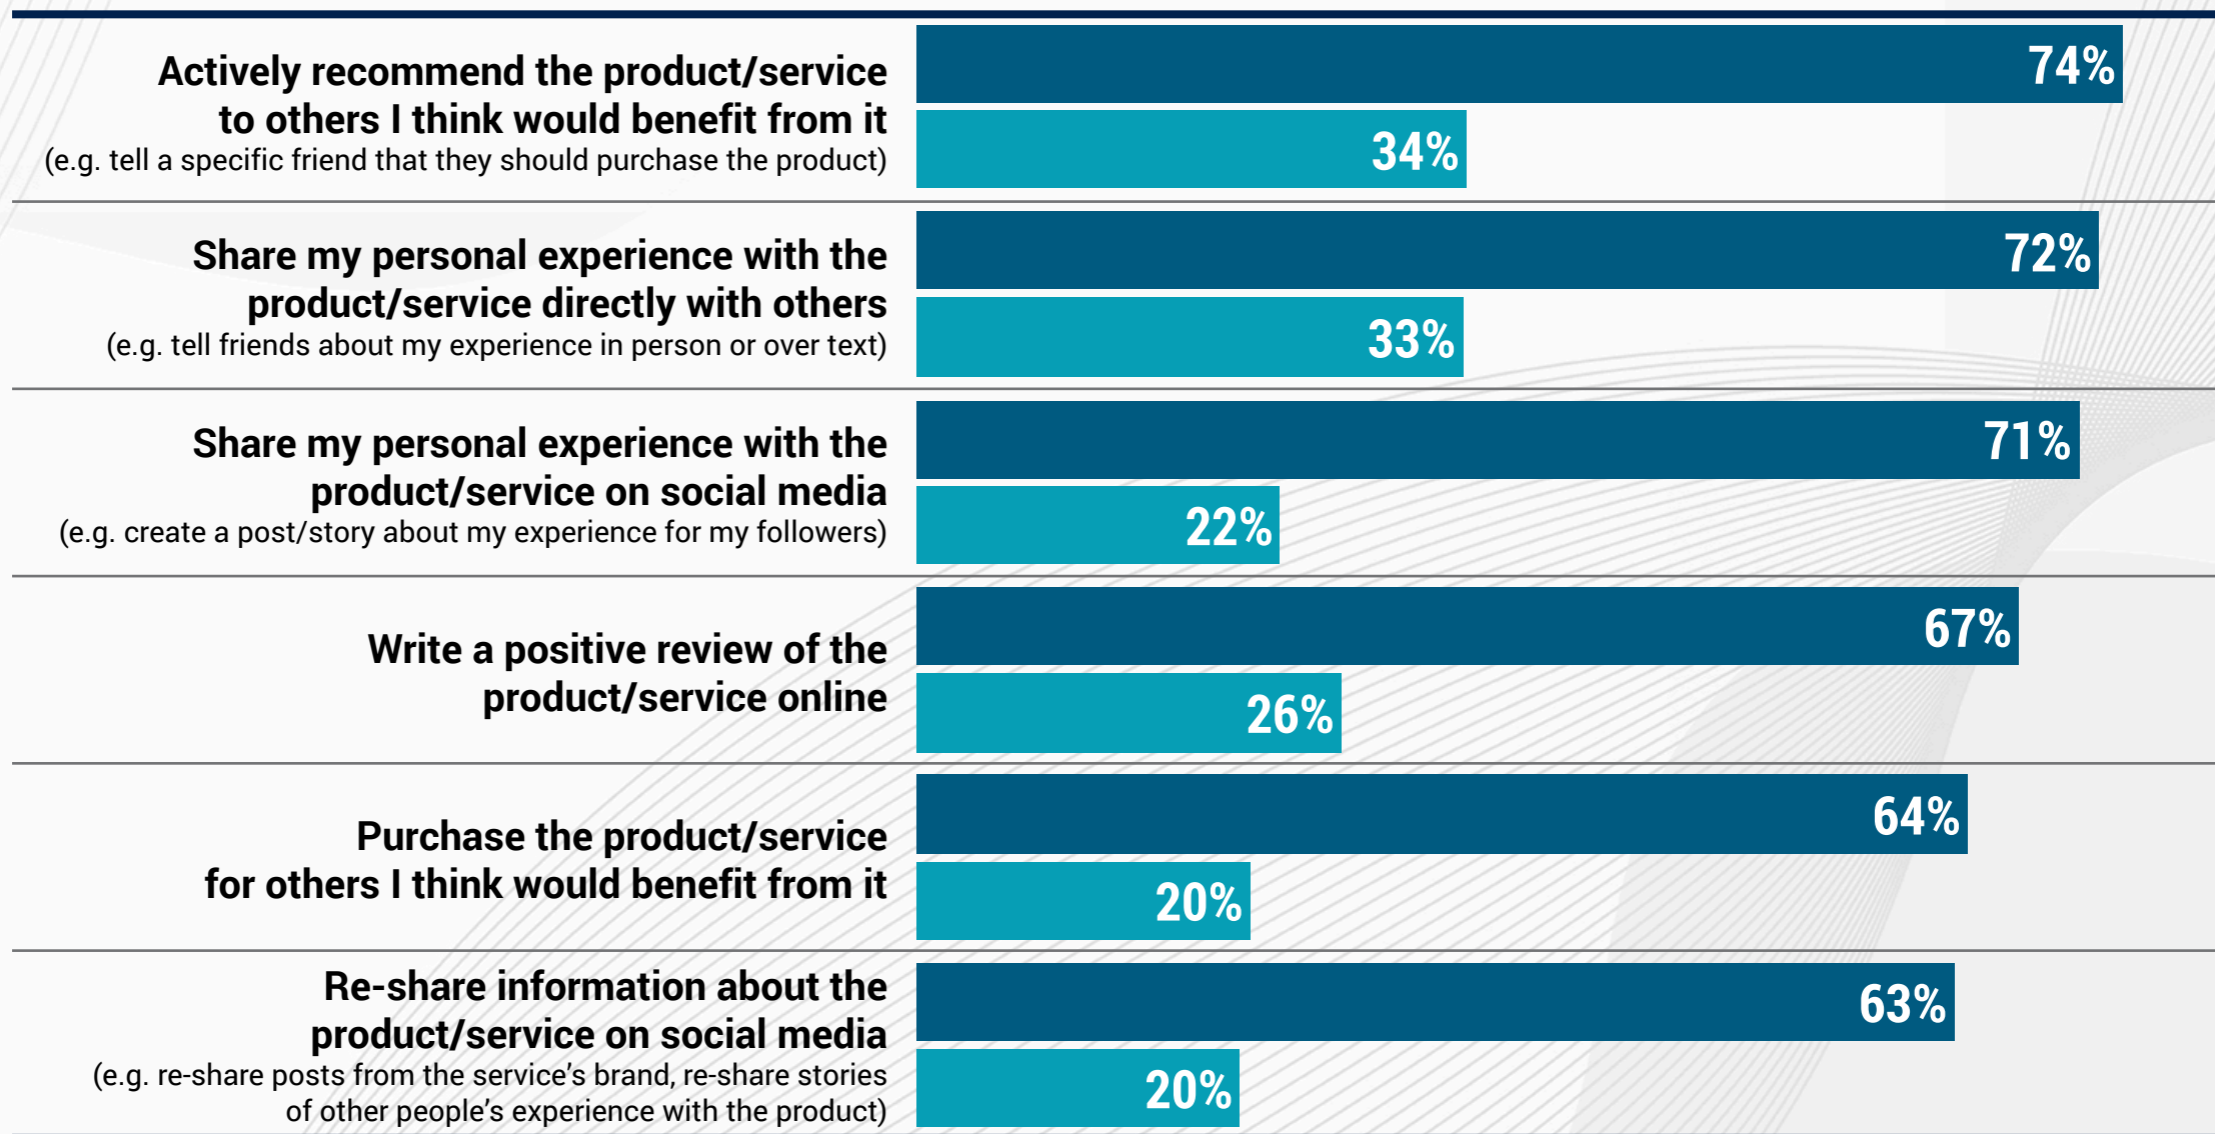 Actively recommend the product/service
to others I think would benefit from it
(e.g. tell a specific friend that they should purchase the product)
74%
34%
Share my personal experience with the
product/service directly with others
(e.g. tell friends about my experience in person or over text)
72%
33%
Share my personal experience with the
product/service on social media
(e.g. create a post/story about my experience for my followers)
71%
22%
Write a positive review of the
product/service online
67%
26%
Purchase the product/service
for others I think would benefit from it
64%
20%
Re-share information about the
product/service on social media
(e.g. re-share posts from the service’s brand, re-share stories
of other people’s experience with the product)
63%
20%